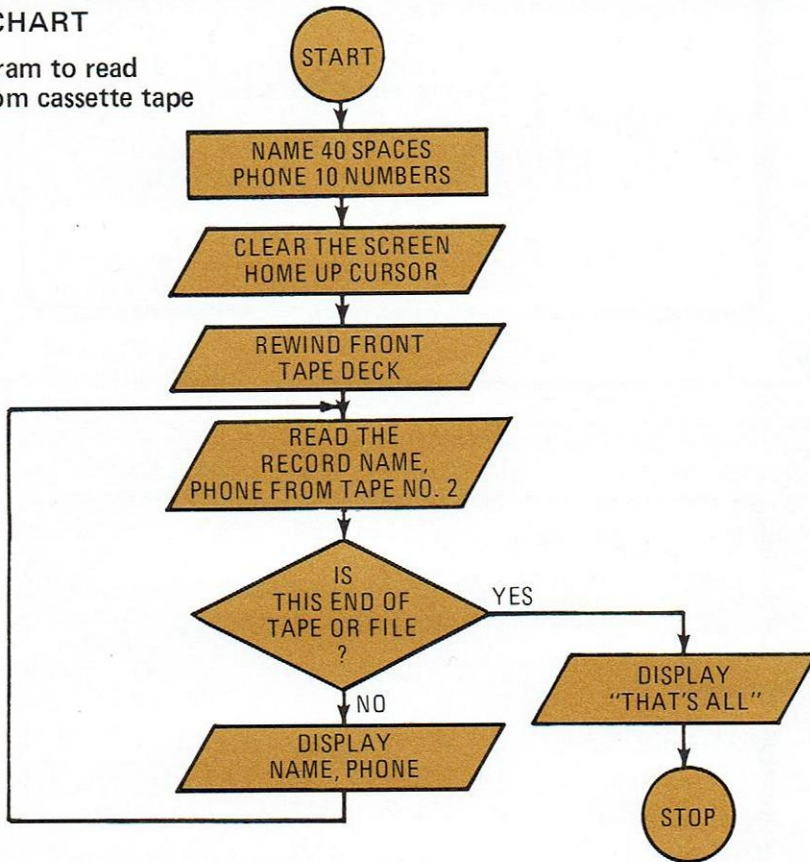 CHART
ram to read
om cassette tape
START
NAME 40 SPACES
PHONE 10 NUMBERS
CLEAR THE SCREEN
HOME UP CURSOR
REWIND FRONT
TAPE DECK
READ THE
RECORD NAME,
PHONE FROM TAPE NO. 2
IS
THIS END OF
TAPE OR FILE
?
YES
NO
DISPLAY
NAME, PHONE
DISPLAY
"THAT'S ALL"
STOP